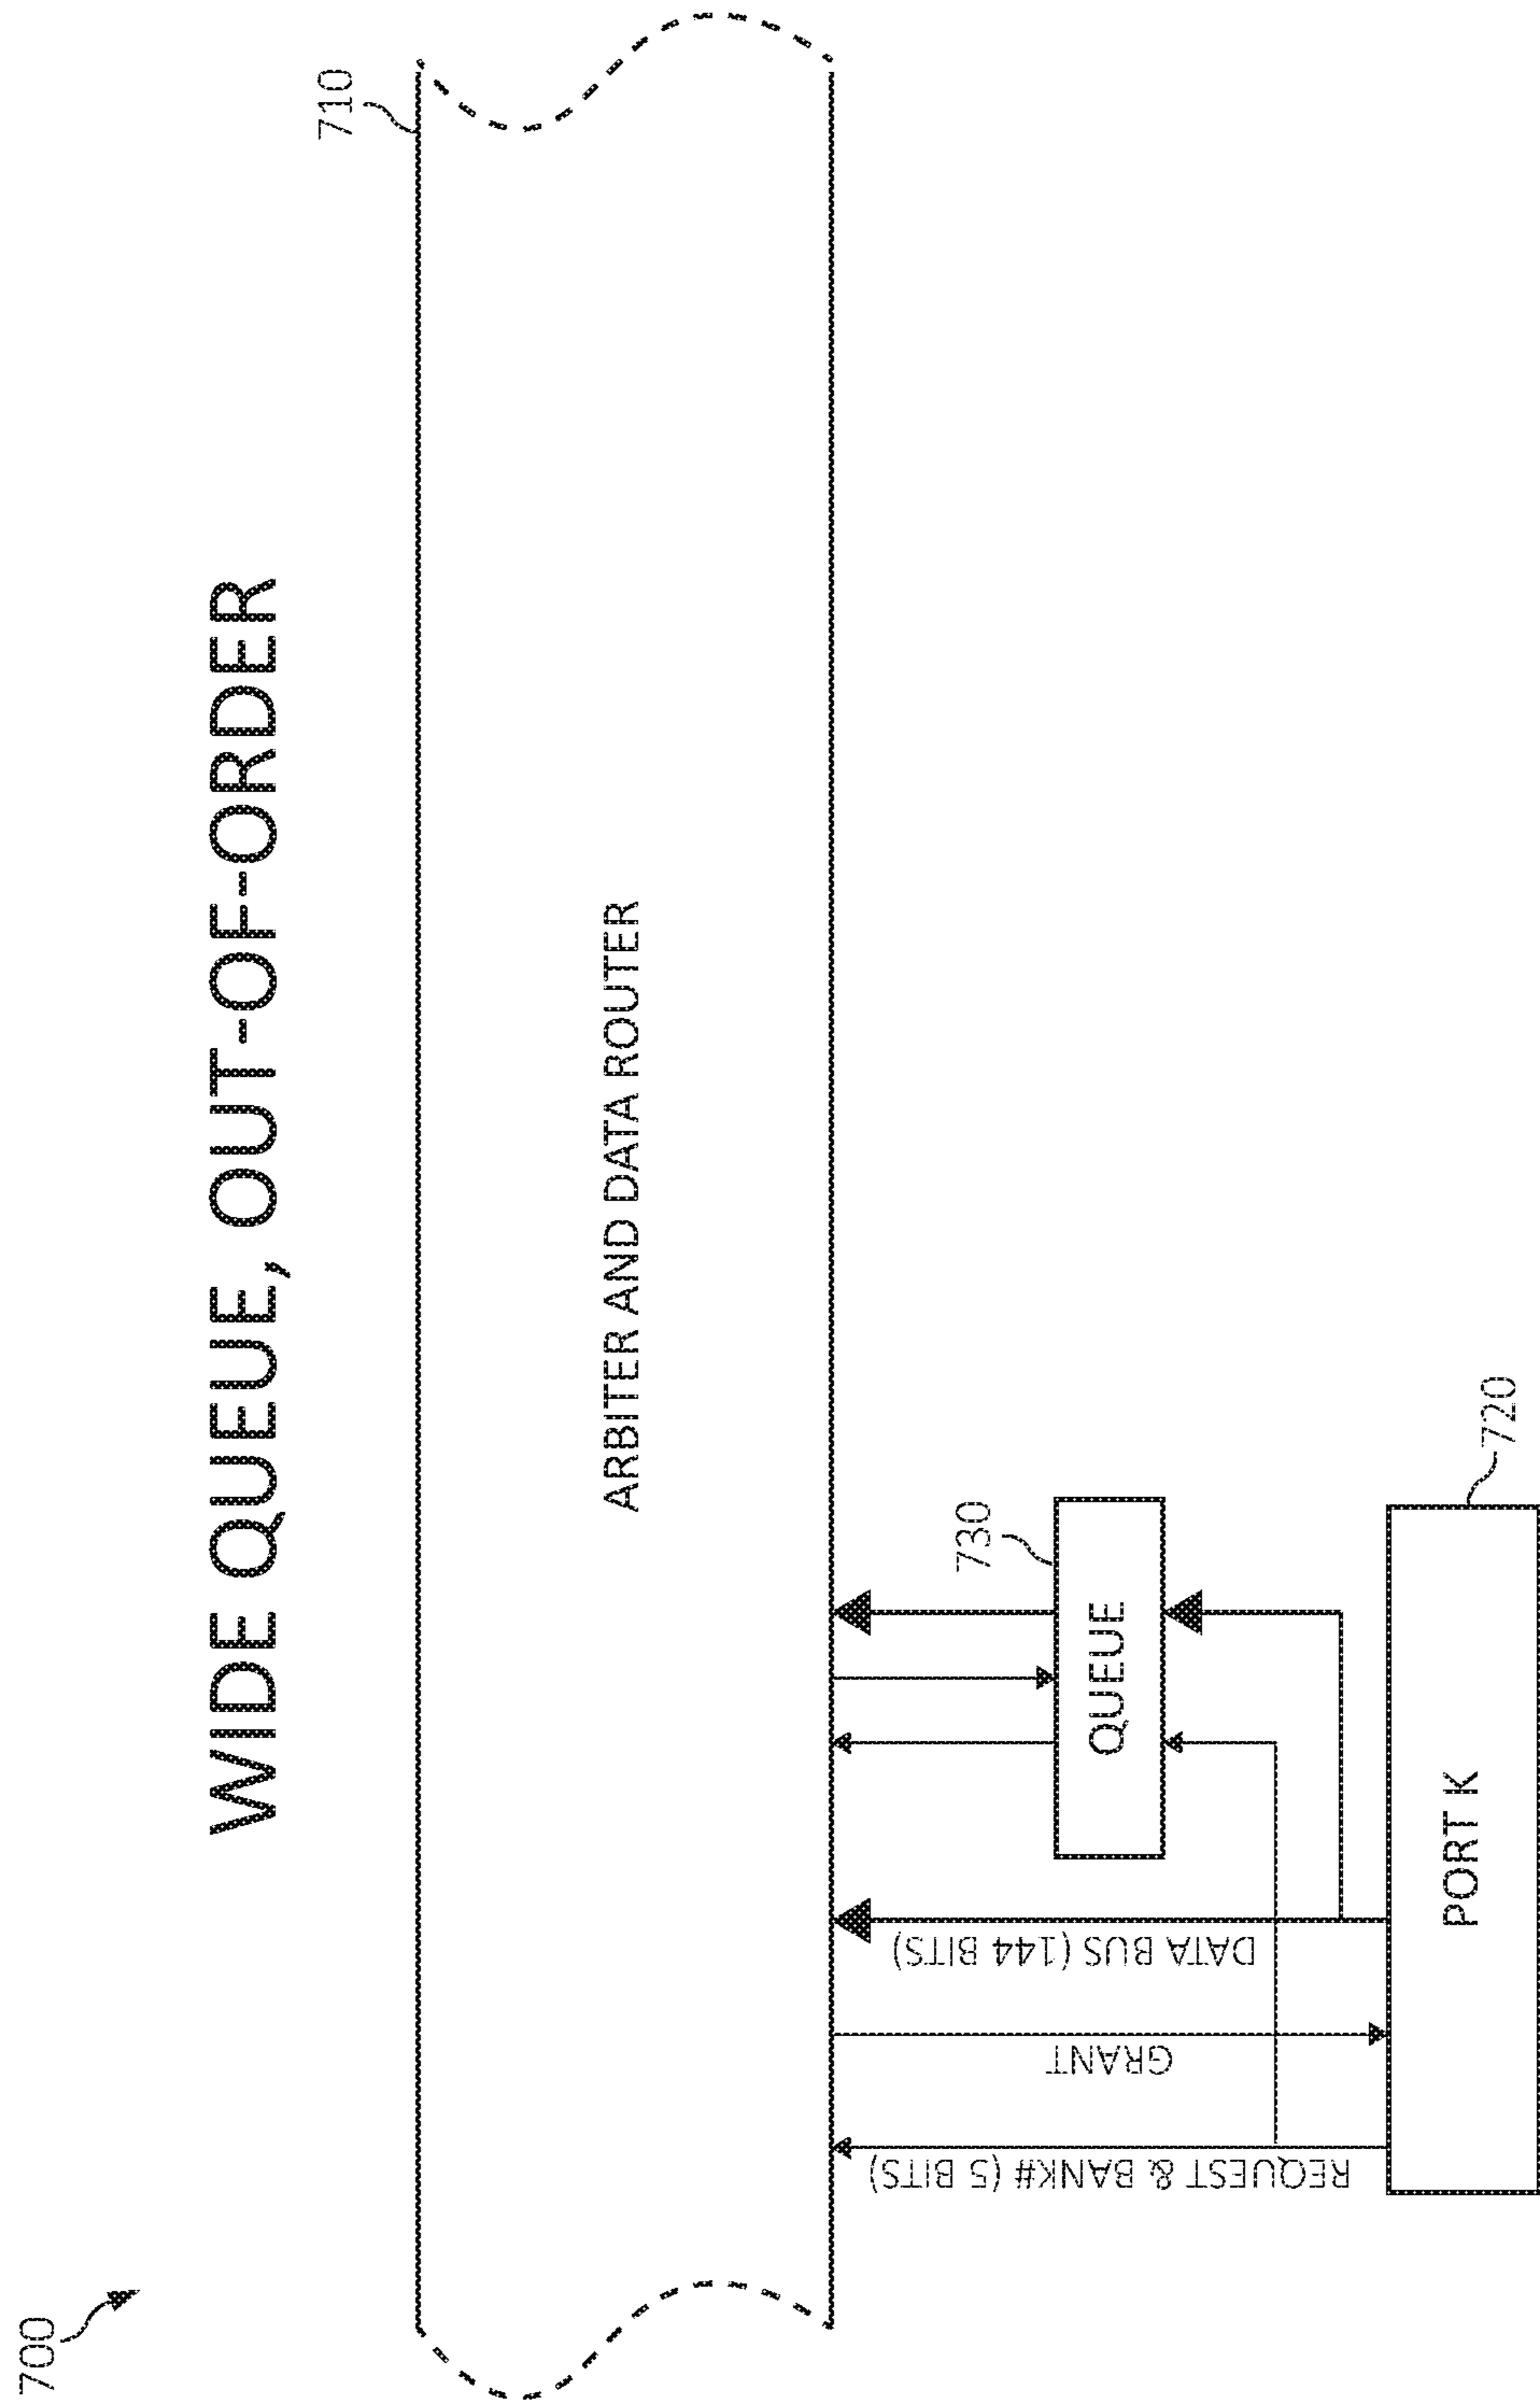 700
WIDE QUEUE, OUT-OF-ORDER
710
ARBITER AND DATA ROUTER
REQUEST & BANK# (5 BITS)
GRANT
DATA BUS (144 BITS)
730
QUEUE
PORT K
720